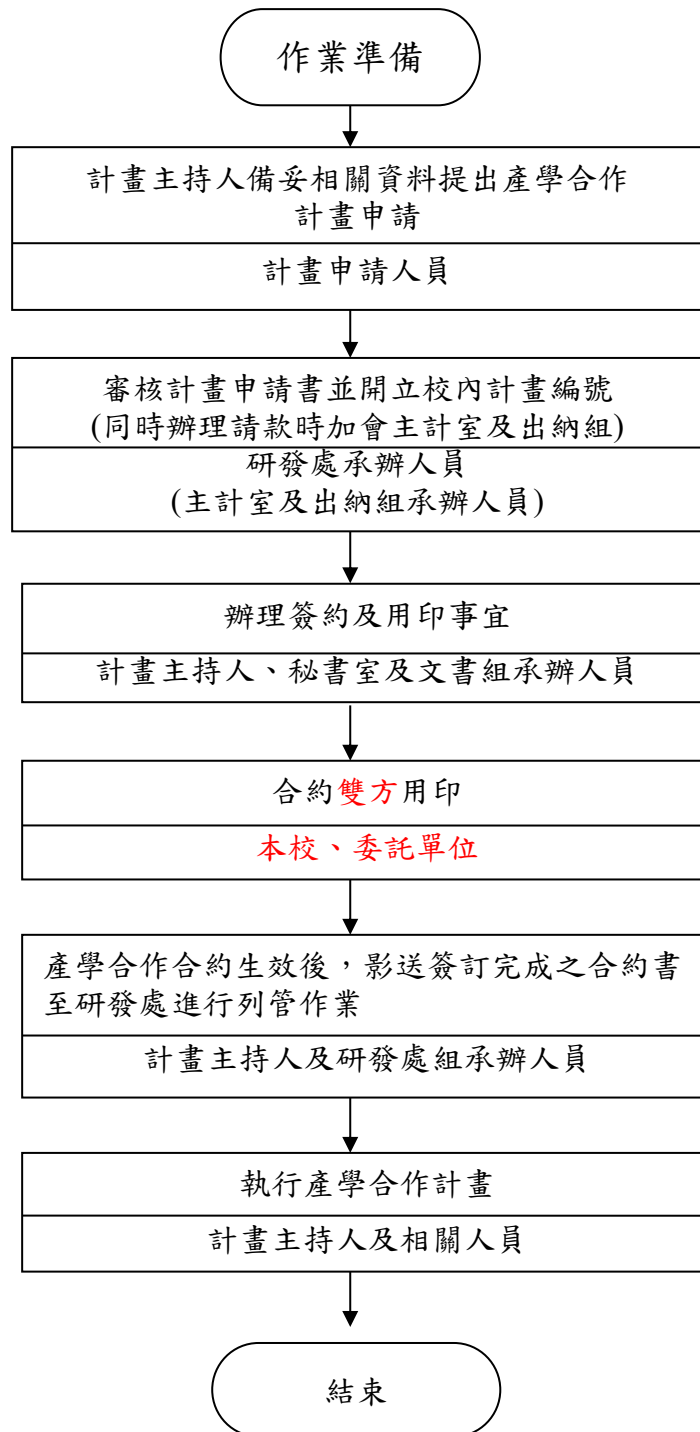 作業準備
計畫主持人備妥相關資料提出產學合作
計畫申請
計畫申請人員
審核計畫申請書並開立校內計畫編號
(同時辦理請款時加會主計室及出納組)
研發處承辦人員
(主計室及出納組承辦人員)
辦理簽約及用印事宜
計畫主持人、秘書室及文書組承辦人員
合約雙方用印
本校、委託單位
產學合作合約生效後，影送簽訂完成之合約書
至研發處進行列管作業
計畫主持人及研發處組承辦人員
執行產學合作計畫
計畫主持人及相關人員
結束